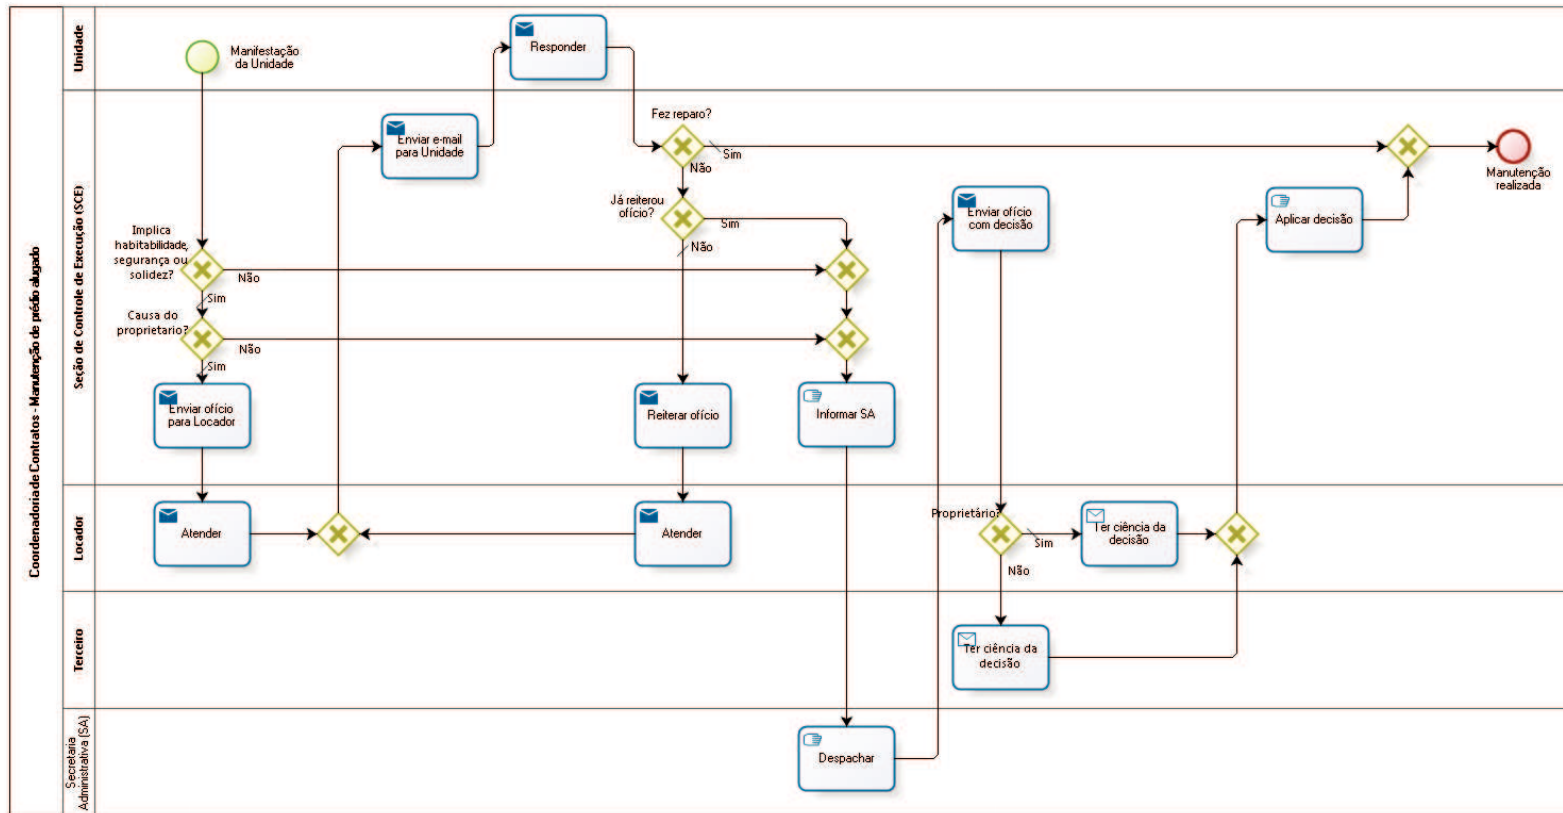 Coordenadoria de Contratos - Manutenção de prédio alugado
Unidade
Manifestação
da Unidade
Responder
Seção de Controle de Execução (SCE)
Fez reparo?
Enviar e-mail
para Unidade
Sim
Não
Manutenção
realizada
Já reiterou
ofício?
Sim
Não
Enviar ofício
com decisão
Aplicar decisão
Implica
habitabilidade,
segurança ou
solidez?
Não
Sim
Causa do
proprietario?
Não
Sim
Enviar ofício
para Locador
Reiterar ofício
Informar SA
Locador
Atender
Atender
Proprietário?
Sim
Não
Ter ciência da
decisão
Terceiro
Ter ciência da
decisão
Secretaria
Administrativa (SA)
Despachar